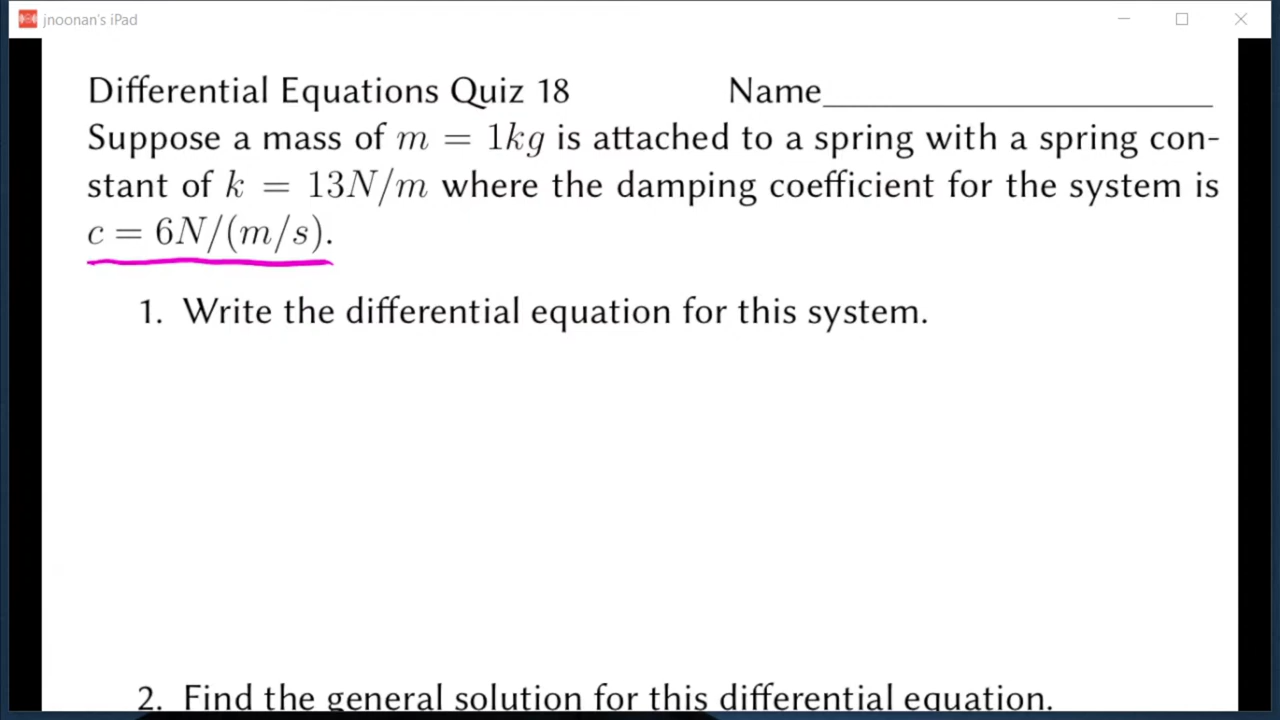 jnoonan's iPad
Differential Equations Quiz 18 Name____________________
Suppose a mass of m = 1kg is attached to a spring with a spring con-
stant of k = 13N/m where the damping coefficient for the system is
c = 6N/(m/s).
1. Write the differential equation for this system.
2. Find the general solution for this differential equation.